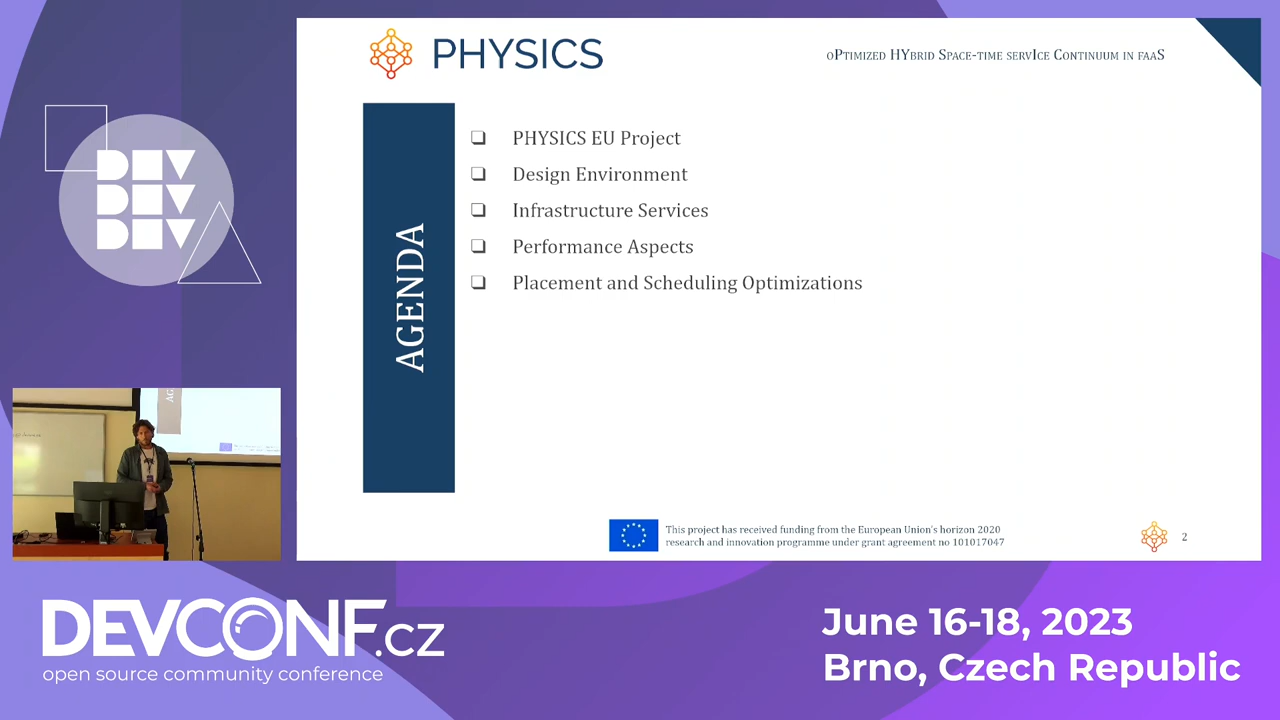 PHYSICS
oPtimized HYbrid Space-time servIce Continuum in faaS
DEV
DEV
DEV
AGENDA
❑ PHYSICS EU Project
❑ Design Environment
❑ Infrastructure Services
❑ Performance Aspects
❑ Placement and Scheduling Optimizations
This project has received funding from the European Union's horizon 2020
research and innovation programme under grant agreement no 101017047
2
DEVCONF.cz
open source community conference
June 16-18, 2023
Brno, Czech Republic